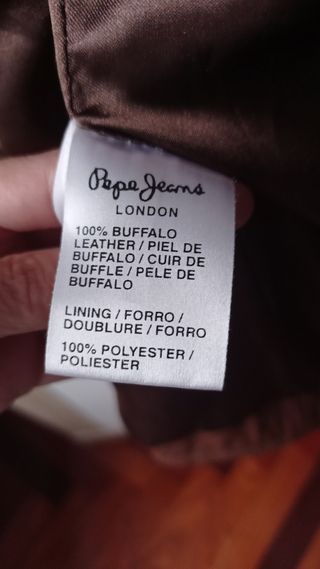 Pepe Jeans
LONDON
100% BUFFALO
LEATHER / PIEL DE
BUFFALO / CUIR DE
BUFFLE / PELE DE
BUFFALO
LINING / FORRO /
DOUBLURE / FORRO
100% POLYESTER /
POLIESTER